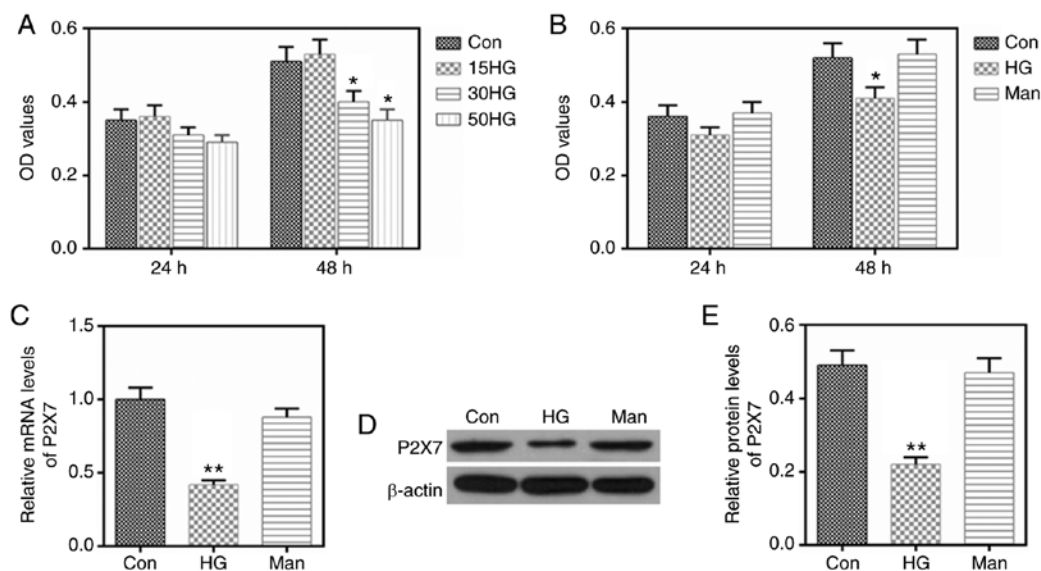 A
OD values
0.6
0.4
0.2
0.0
24 h
48 h
*
*
Con
15HG
30HG
50HG
B
OD values
0.6
0.4
0.2
0.0
24 h
48 h
*
Con
HG
Man
C
Relative mRNA levels
of P2X7
1.5
1.0
0.5
0.0
**
Con HG Man
D
Con HG Man
P2X7
β-actin
E
Relative protein levels
of P2X7
0.6
0.4
0.2
0.0
**
Con HG Man